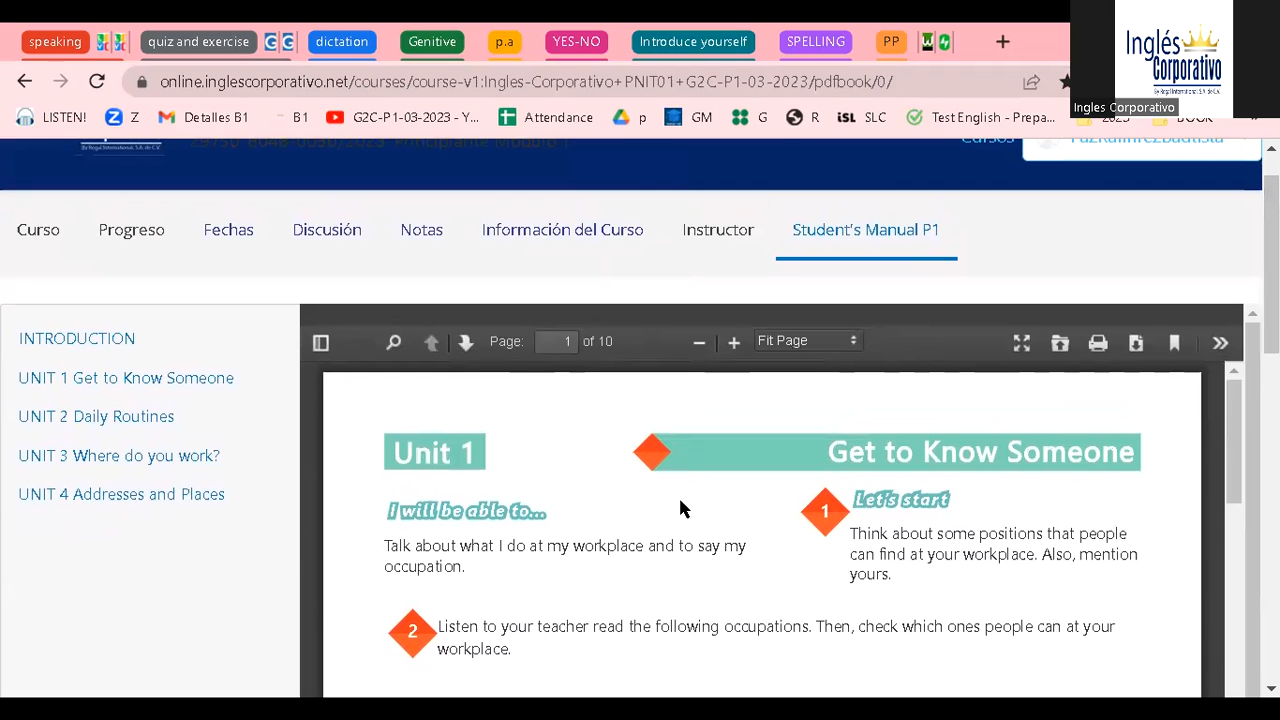 speaking quiz and exercise dictation Genitive p.a YES-NO Introduce yourself SPELLING PP
Inglés
Corporativo
By Regal International, S.A. de C.V.
online.inglescorporativo.net/courses/course-v1:Ingles-Corporativo+PNIT01+G2C-P1-03-2023/pdfbook/0/
Ingles Corporativo
LISTEN! Z Detalles B1 B1 G2C-P1-03-2023 - Y... Attendance p GM G R SLC Test English - Prepa...
Curso Progreso Fechas Discusión Notas Información del Curso Instructor Student's Manual P1
INTRODUCTION
UNIT 1 Get to Know Someone
UNIT 2 Daily Routines
UNIT 3 Where do you work?
UNIT 4 Addresses and Places
Page: 1 of 10 Fit Page
Unit 1 Get to Know Someone
I will be able to...
Talk about what I do at my workplace and to say my
occupation.
1 Let's start
Think about some positions that people
can find at your workplace. Also, mention
yours.
2 Listen to your teacher read the following occupations. Then, check which ones people can at your
workplace.